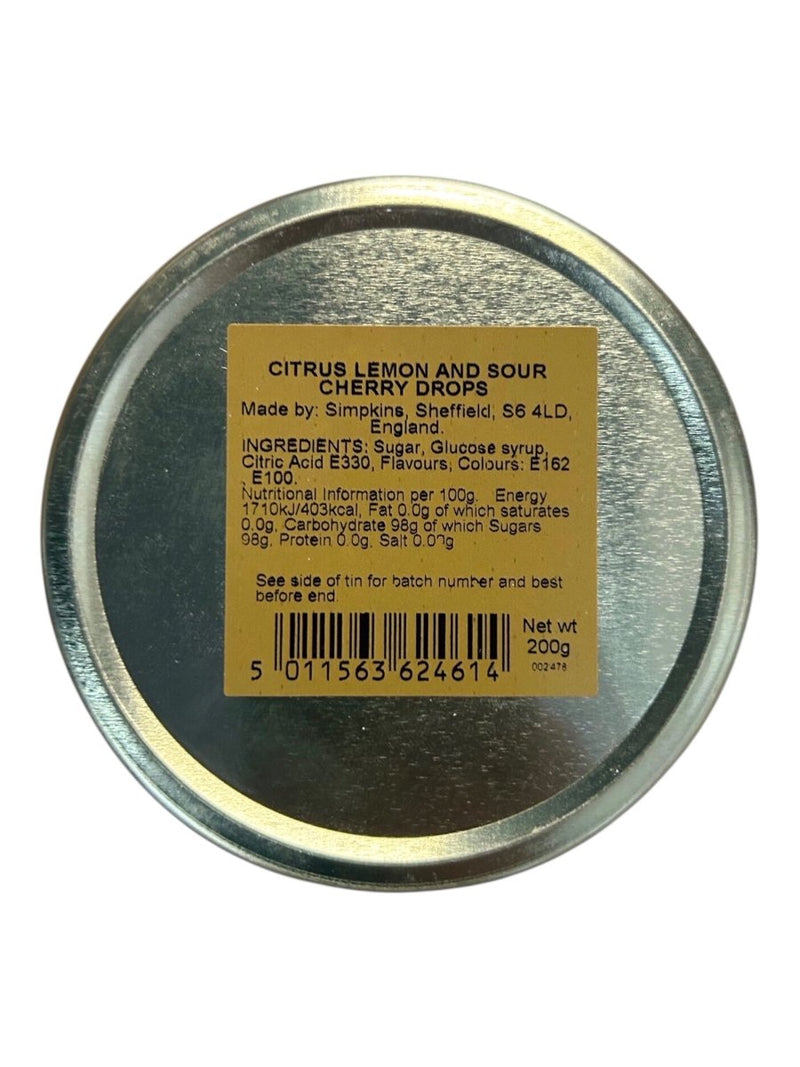 CITRUS LEMON AND SOUR
CHERRY DROPS
Made by: Simpkins, Sheffield, S6 4LD,
England.
INGREDIENTS: Sugar, Glucose syrup,
Citric Acid E330, Flavours, Colours: E162
, E100.
Nutritional Information per 100g. Energy
1710kJ/403kcal, Fat 0.0g of which saturates
0.0g, Carbohydrate 98g of which Sugars
98g, Protein 0.0g, Salt
See side of tin for batch number and best
before end.
Net wt
200g
002476
5 011563 624614